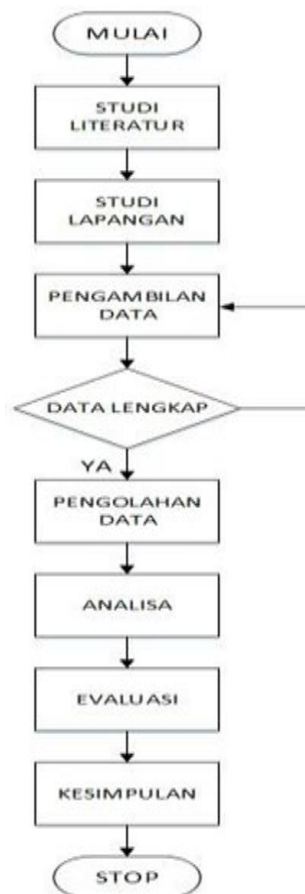 MULAI
STUDI
LITERATUR
STUDI
LAPANGAN
PENGAMBILAN
DATA
DATA LENGKAP
YA
PENGOLAHAN
DATA
ANALISA
EVALUASI
KESIMPULAN
STOP